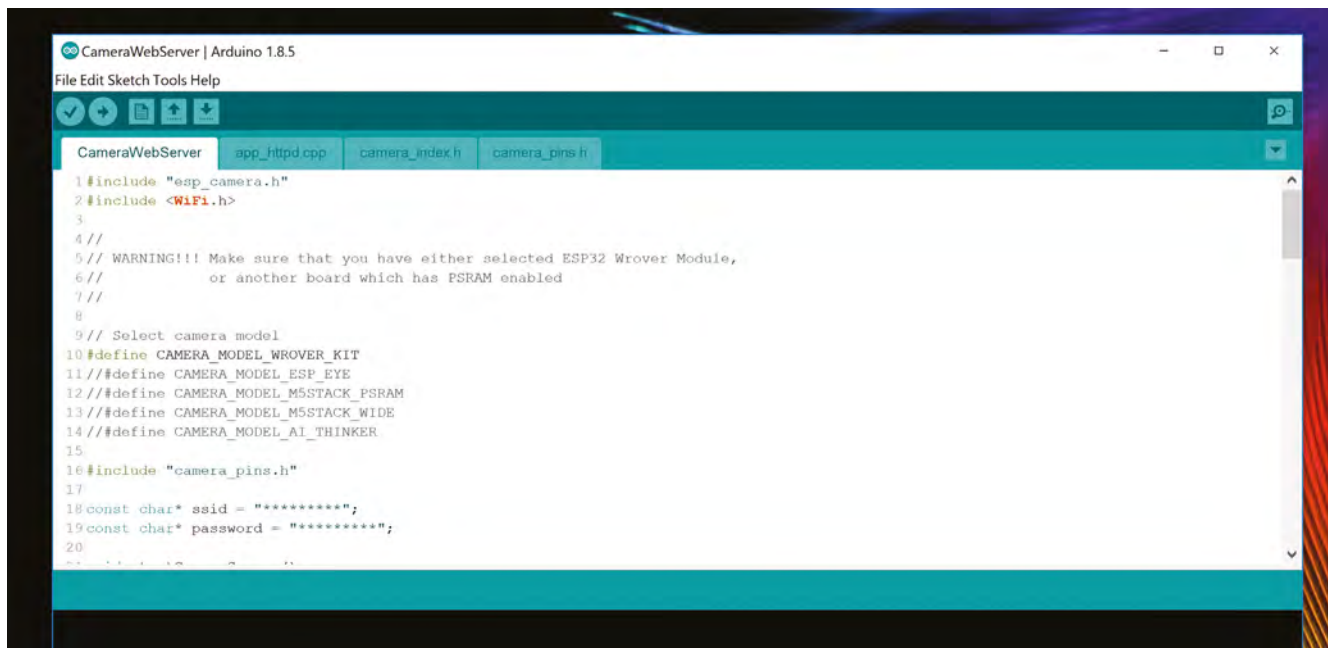 CameraWebServer | Arduino 1.8.5
File Edit Sketch Tools Help
CameraWebServer app_httpd.cpp camera_index.h camera_pins.h
1 #include "esp_camera.h"
2 #include <WiFi.h>
3
4 //
5 // WARNING!!! Make sure that you have either selected ESP32 Wrover Module,
6 // or another board which has PSRAM enabled
7 //
8
9 // Select camera model
10 #define CAMERA_MODEL_WROVER_KIT
11 //#define CAMERA_MODEL_ESP_EYE
12 //#define CAMERA_MODEL_M5STACK_PSRAM
13 //#define CAMERA_MODEL_M5STACK_WIDE
14 //#define CAMERA_MODEL_AI_THINKER
15
16 #include "camera_pins.h"
17
18 const char* ssid = "*********";
19 const char* password = "*********";
20